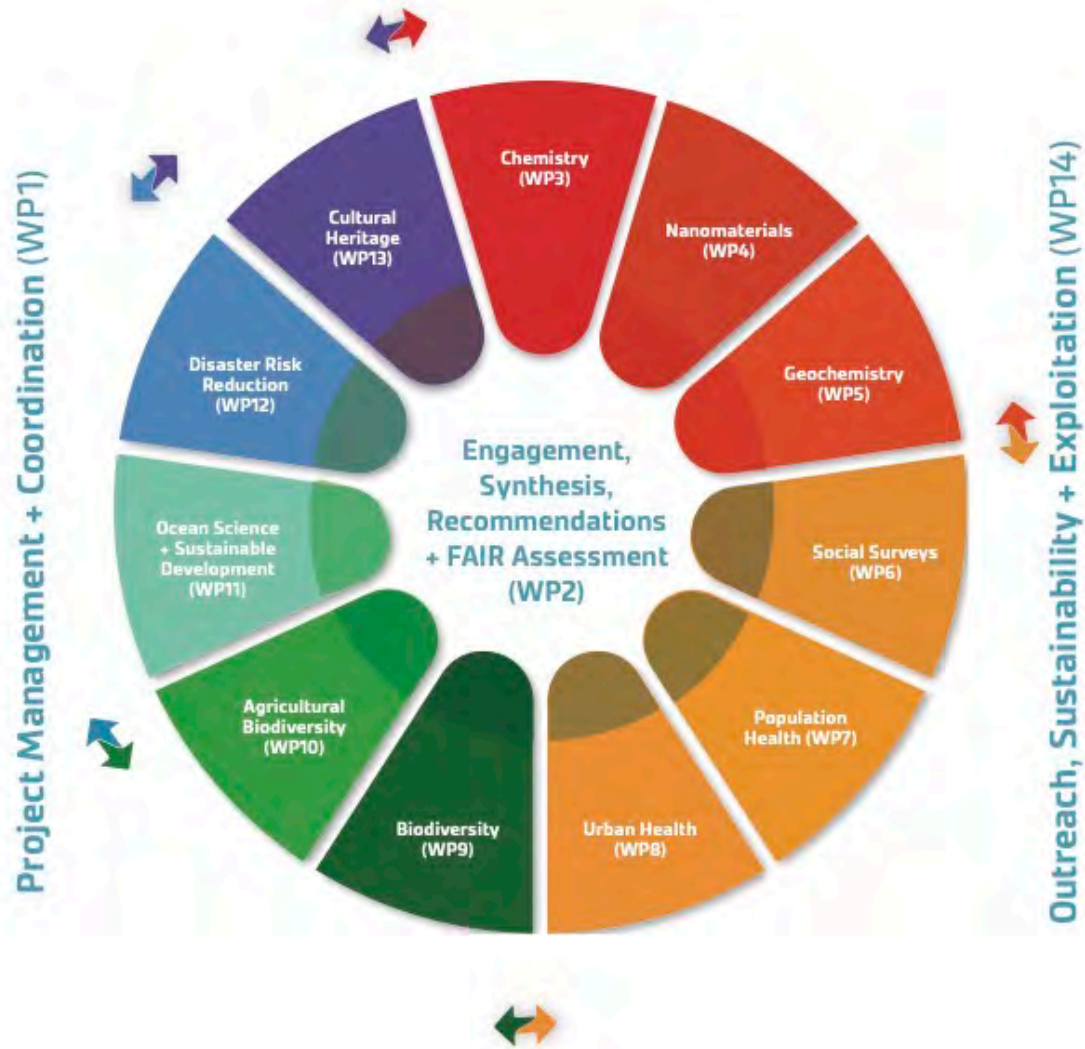 Project Management + Coordination (WP1)
Chemistry
(WP3)
Nanomaterials
(WP4)
Geochemistry
(WP5)
Social Surveys
(WP6)
Population
Health (WP7)
Urban Health
(WP8)
Biodiversity
(WP9)
Agricultural
Biodiversity
(WP10)
Ocean Science
+ Sustainable
Development
(WP11)
Disaster Risk
Reduction
(WP12)
Cultural
Heritage
(WP13)
Engagement,
Synthesis,
Recommendations
+ FAIR Assessment
(WP2)
Outreach, Sustainability + Exploitation (WP14)